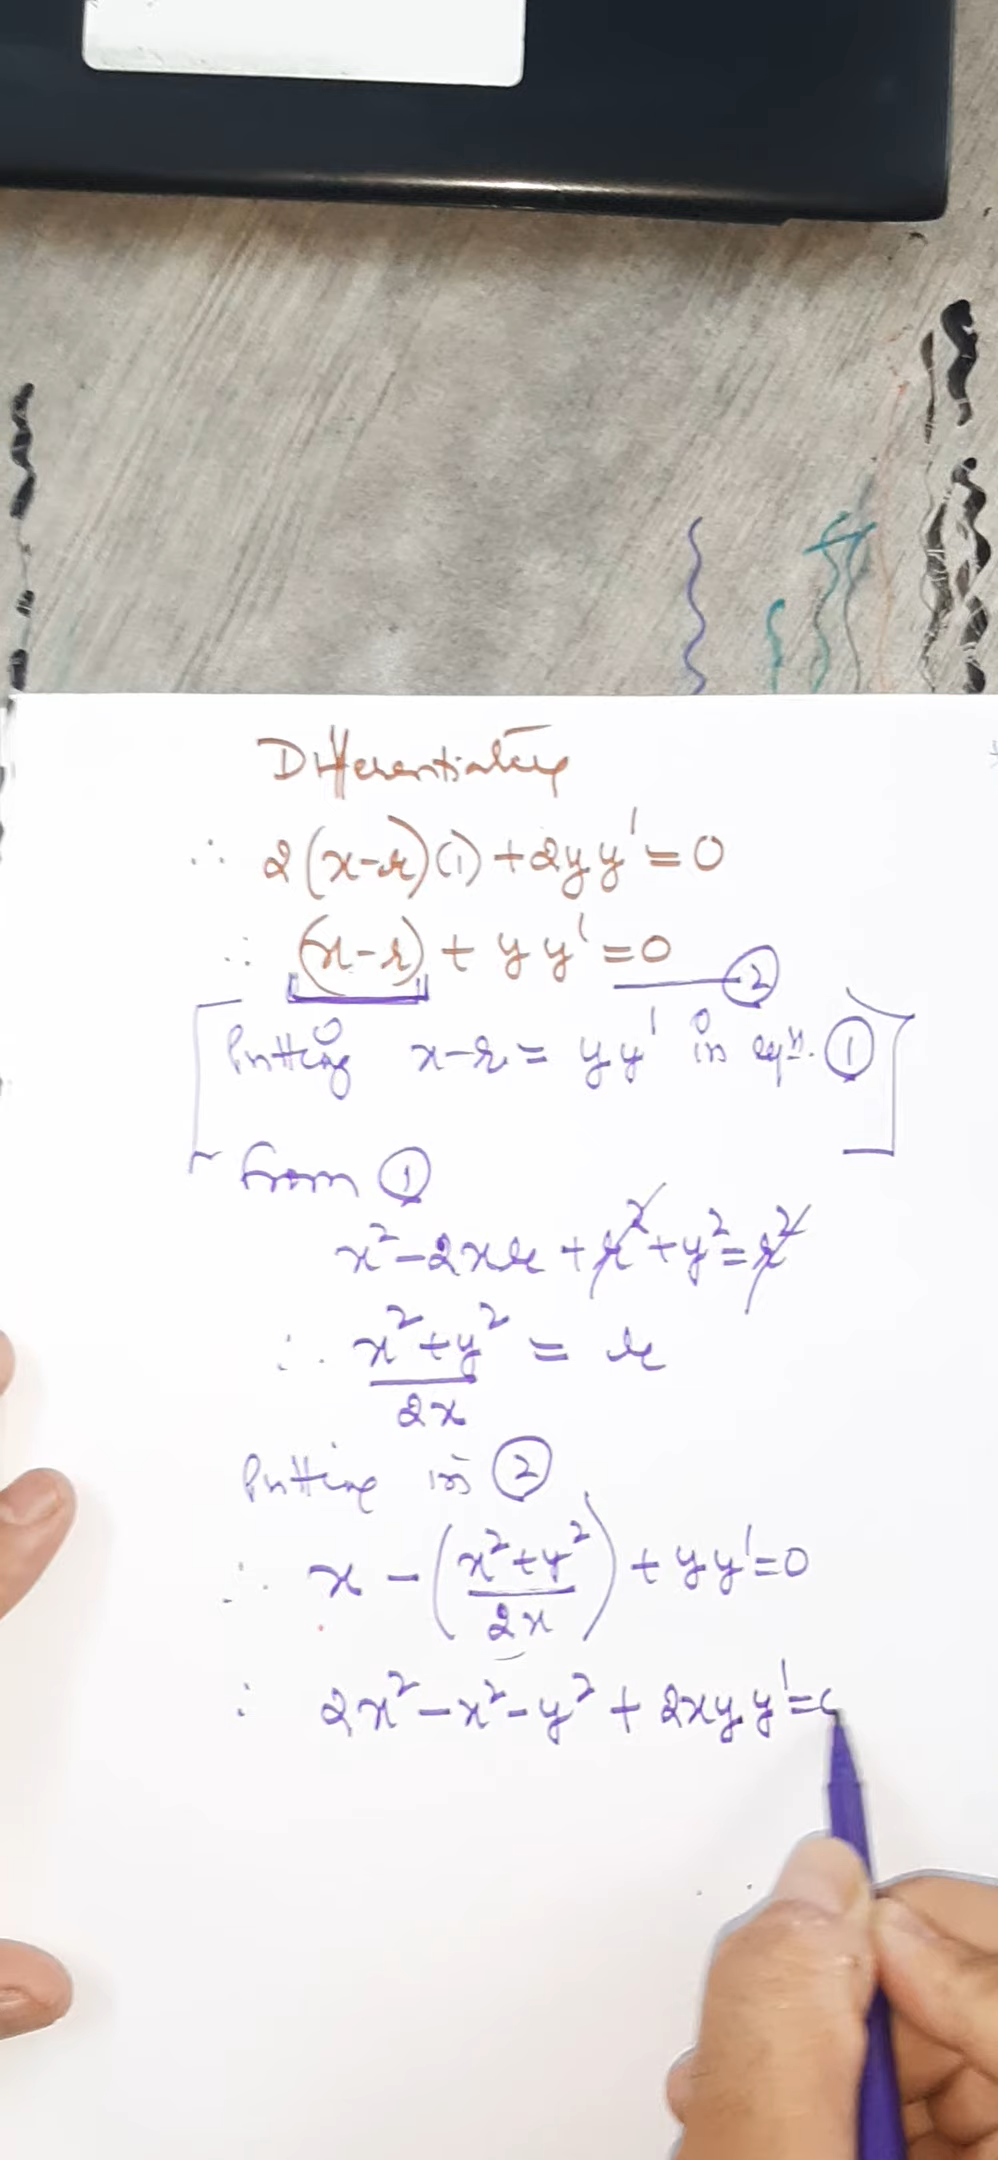 Differentiating
∴ 2(x-r)(1) + 2yy' = 0
∴ (x-r) + yy' = 0 ②
Putting x-r = yy' in eqⁿ. ①
From ①
x² - 2xr + r² + y² = r²
∴ x² + y² / 2x = r
Putting in ②
∴ x - (x² + y² / 2x) + yy' = 0
∴ 2x² - x² - y² + 2xyy' = 0